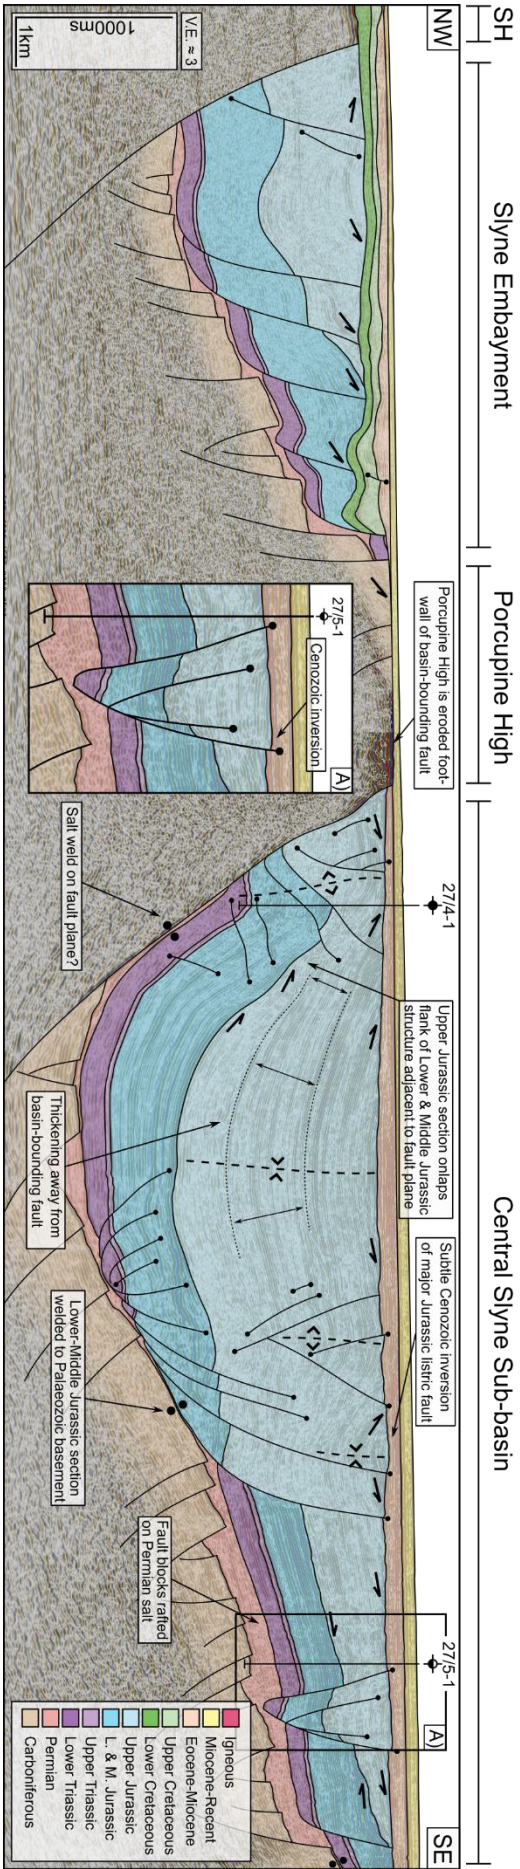 SH
Slyne Embayment
Porcupine High
Central Slyne Sub-basin
NW
SE
V.E. ≈ 3
1000ms
1km
Porcupine High is eroded foot-
wall of basin-bounding fault
27/4-1
Upper Jurassic section onlaps
flank of Lower & Middle Jurassic
structure adjacent to fault plane
Subtle Cenozoic inversion
of major Jurassic listric fault
27/5-1
A)
27/5-1
Cenozoic inversion
A)
Salt weld on
fault plane?
Thickening away from
basin-bounding fault
Lower-Middle Jurassic section
welded to Palaeozoic basement
Fault blocks rafted
on Permian salt
Igneous
Miocene-Recent
Eocene-Miocene
Upper Cretaceous
Lower Cretaceous
Upper Jurassic
L. & M. Jurassic
Upper Triassic
Lower Triassic
Permian
Carboniferous